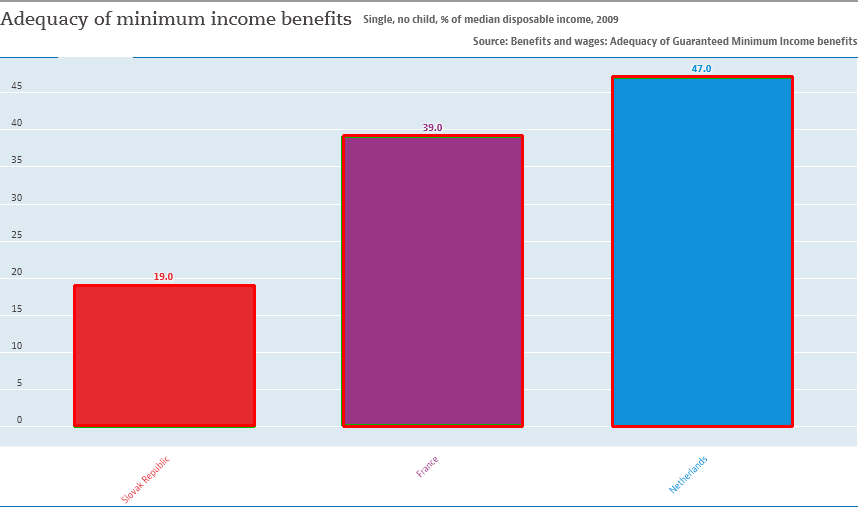 Adequacy of minimum income benefits Single, no child, % of median disposable income, 2009
Source: Benefits and wages: Adequacy of Guaranteed Minimum Income benefits
47.0
45
40
39.0
35
30
25
20
19.0
15
10
5
0
Slovak Republic
France
Netherlands